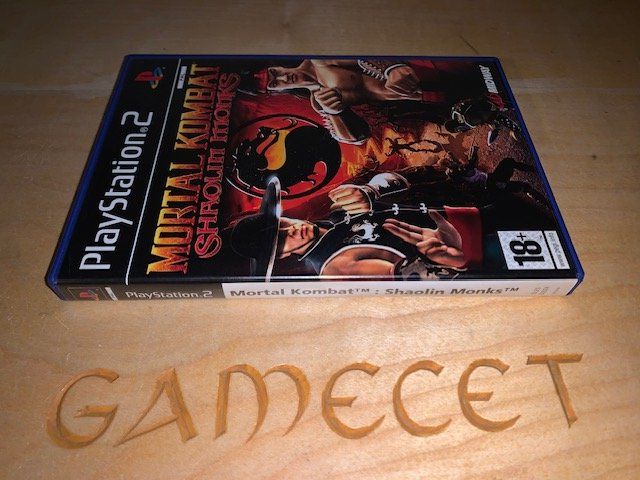 PlayStation®2
MORTAL KOMBAT
SHAOLIN MONKS
MIDWAY
18+
PlayStation®2
Mortal Kombat™ : Shaolin Monks™
GAMECET